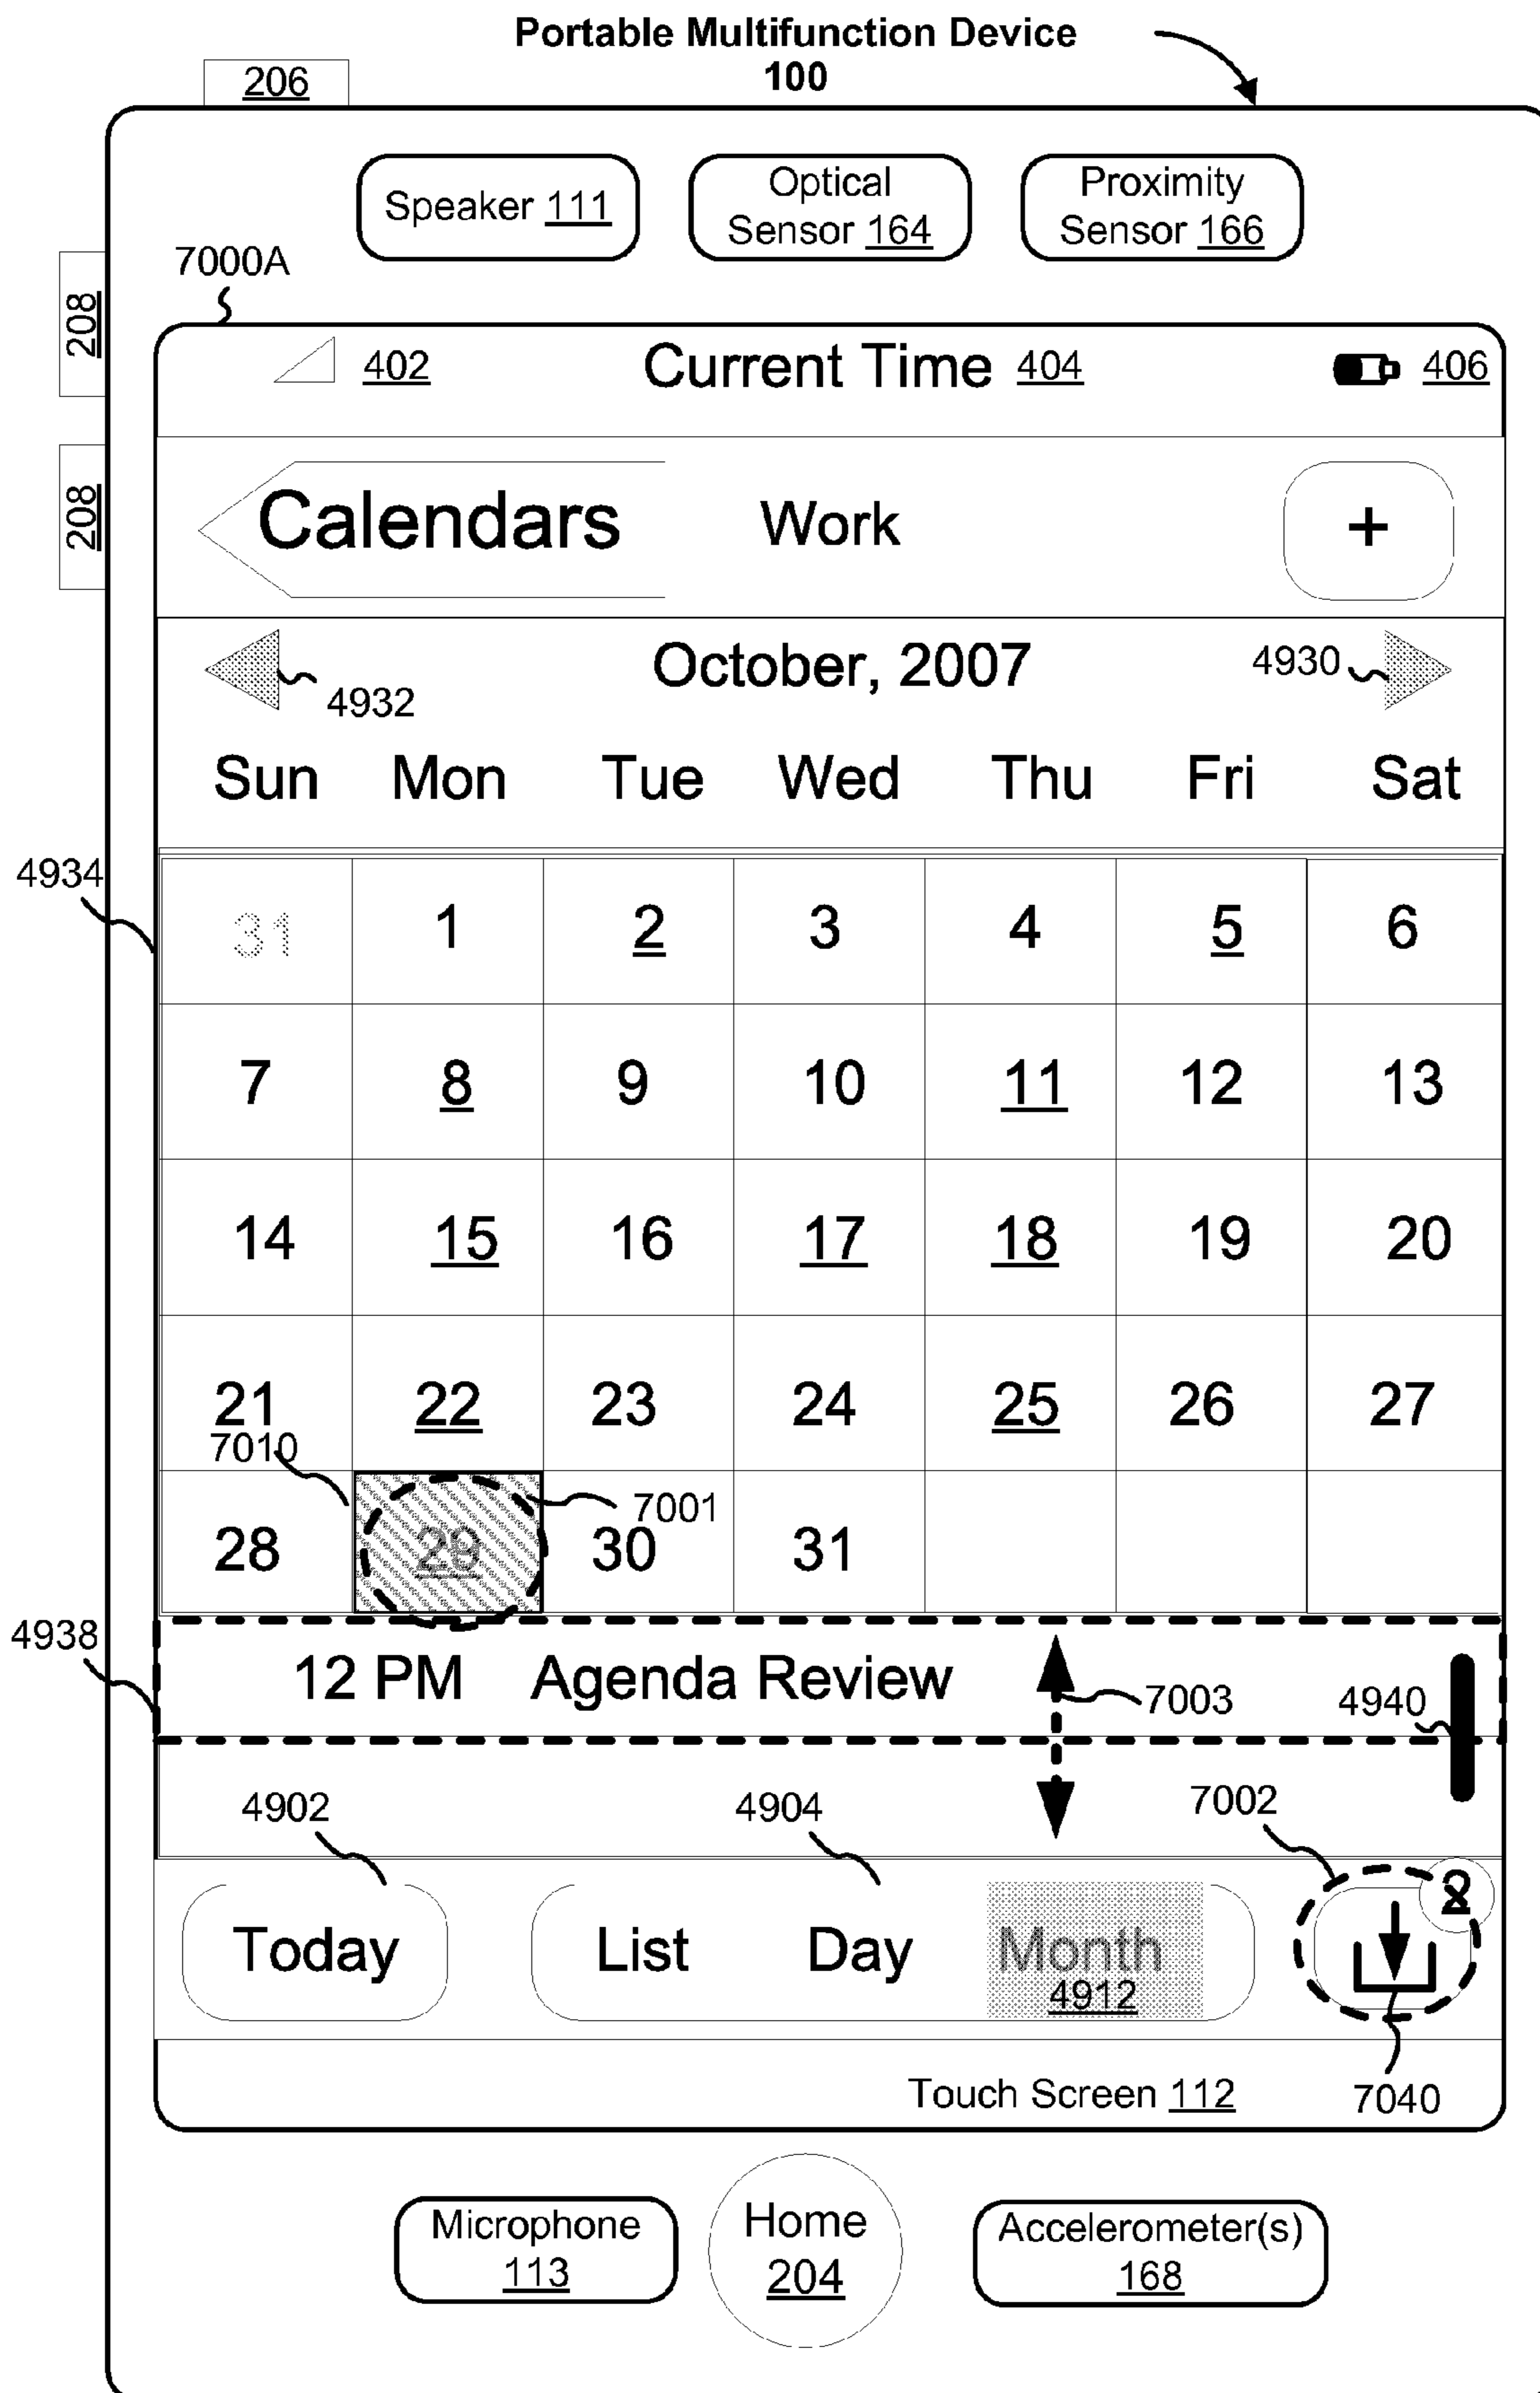 Portable Multifunction Device
100
206
Speaker 111
Optical
Sensor 164
Proximity
Sensor 166
7000A
208
402
Current Time 404
406
208
Calendars
Work
+
October, 2007
4932
4930
Sun Mon Tue Wed Thu Fri Sat
4934
31 1 2 3 4 5 6
7 8 9 10 11 12 13
14 15 16 17 18 19 20
21 22 23 24 25 26 27
7010
7001
28 29 30 31
4938
12 PM Agenda Review
7003
4940
4902
4904
7002
2
Today
List Day Month
4912
Touch Screen 112
7040
Microphone
113
Home
204
Accelerometer(s)
168